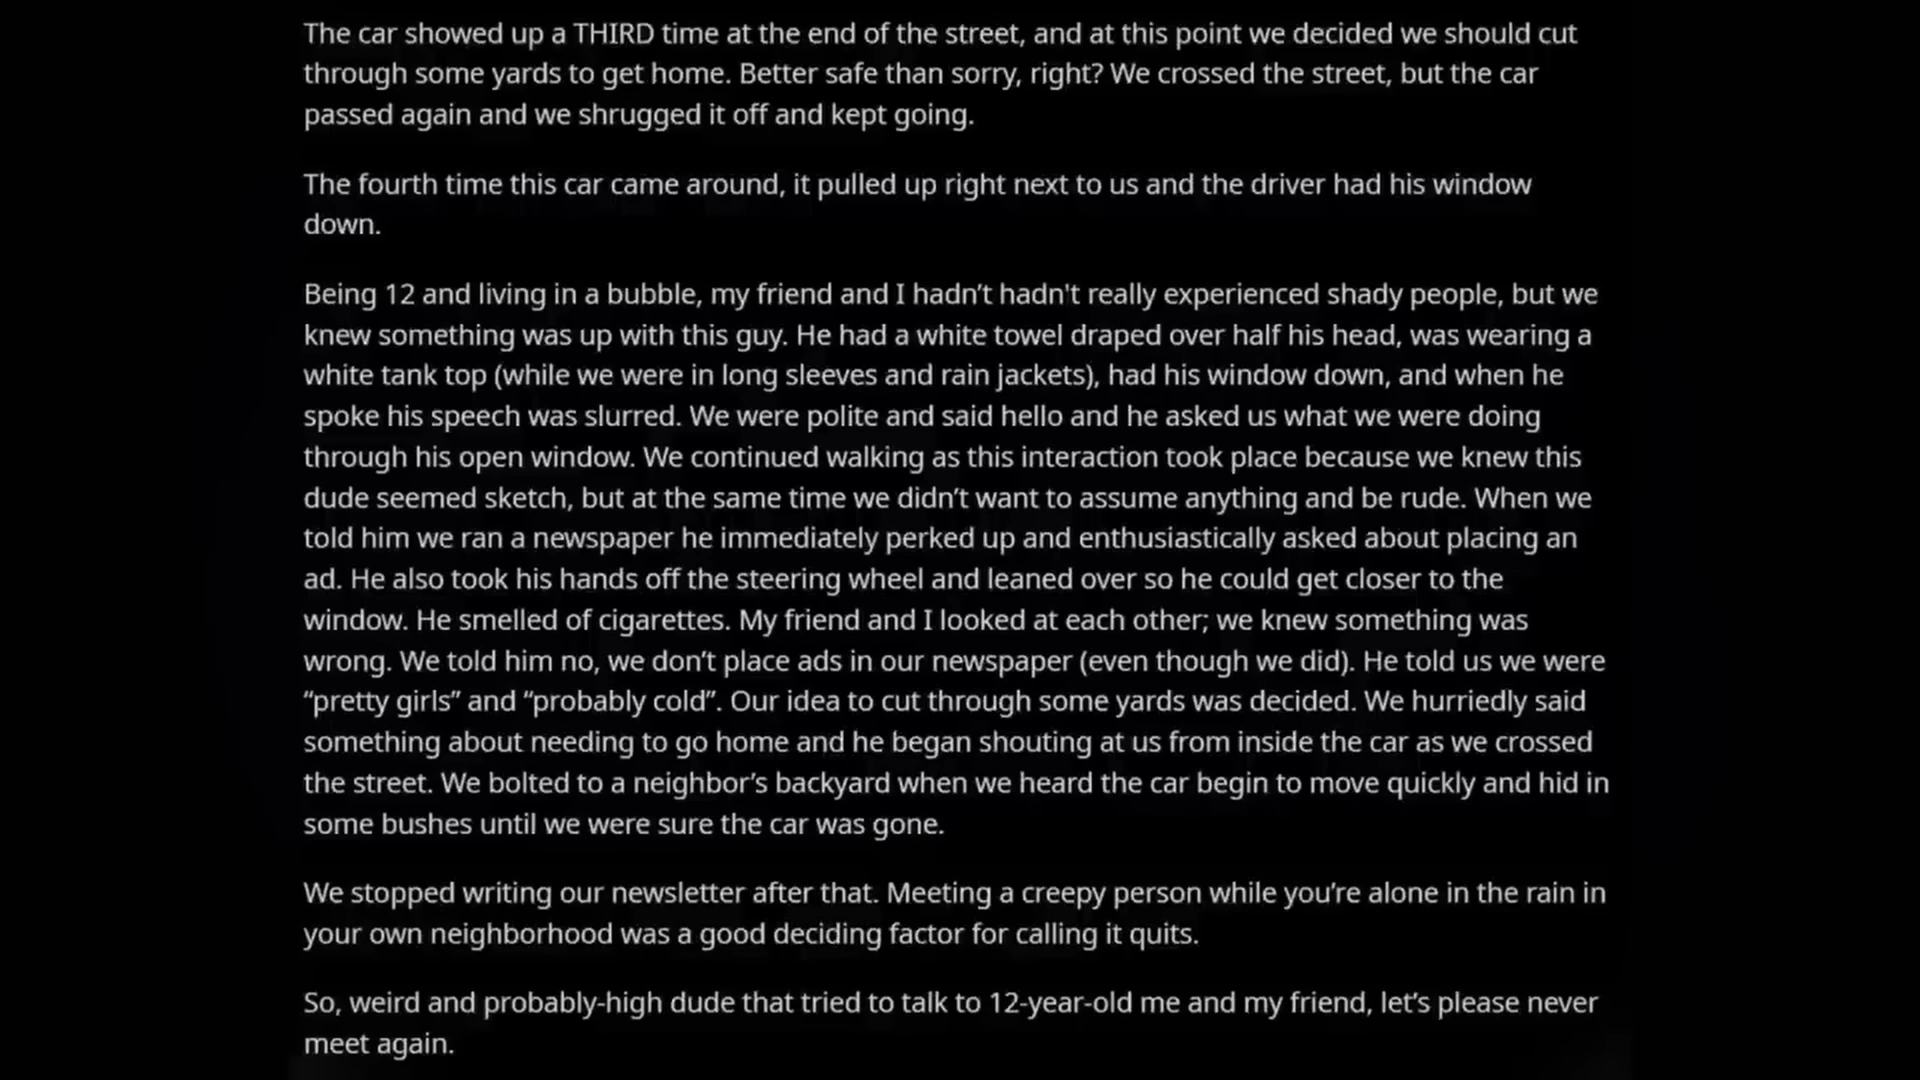 The car showed up a THIRD time at the end of the street, and at this point we decided we should cut
through some yards to get home. Better safe than sorry, right? We crossed the street, but the car
passed again and we shrugged it off and kept going.
The fourth time this car came around, it pulled up right next to us and the driver had his window
down.
Being 12 and living in a bubble, my friend and I hadn’t hadn't really experienced shady people, but we
knew something was up with this guy. He had a white towel draped over half his head, was wearing a
white tank top (while we were in long sleeves and rain jackets), had his window down, and when he
spoke his speech was slurred. We were polite and said hello and he asked us what we were doing
through his open window. We continued walking as this interaction took place because we knew this
dude seemed sketch, but at the same time we didn’t want to assume anything and be rude. When we
told him we ran a newspaper he immediately perked up and enthusiastically asked about placing an
ad. He also took his hands off the steering wheel and leaned over so he could get closer to the
window. He smelled of cigarettes. My friend and I looked at each other; we knew something was
wrong. We told him no, we don’t place ads in our newspaper (even though we did). He told us we were
“pretty girls” and “probably cold”. Our idea to cut through some yards was decided. We hurriedly said
something about needing to go home and he began shouting at us from inside the car as we crossed
the street. We bolted to a neighbor’s backyard when we heard the car begin to move quickly and hid in
some bushes until we were sure the car was gone.
We stopped writing our newsletter after that. Meeting a creepy person while you’re alone in the rain in
your own neighborhood was a good deciding factor for calling it quits.
So, weird and probably-high dude that tried to talk to 12-year-old me and my friend, let’s please never
meet again.